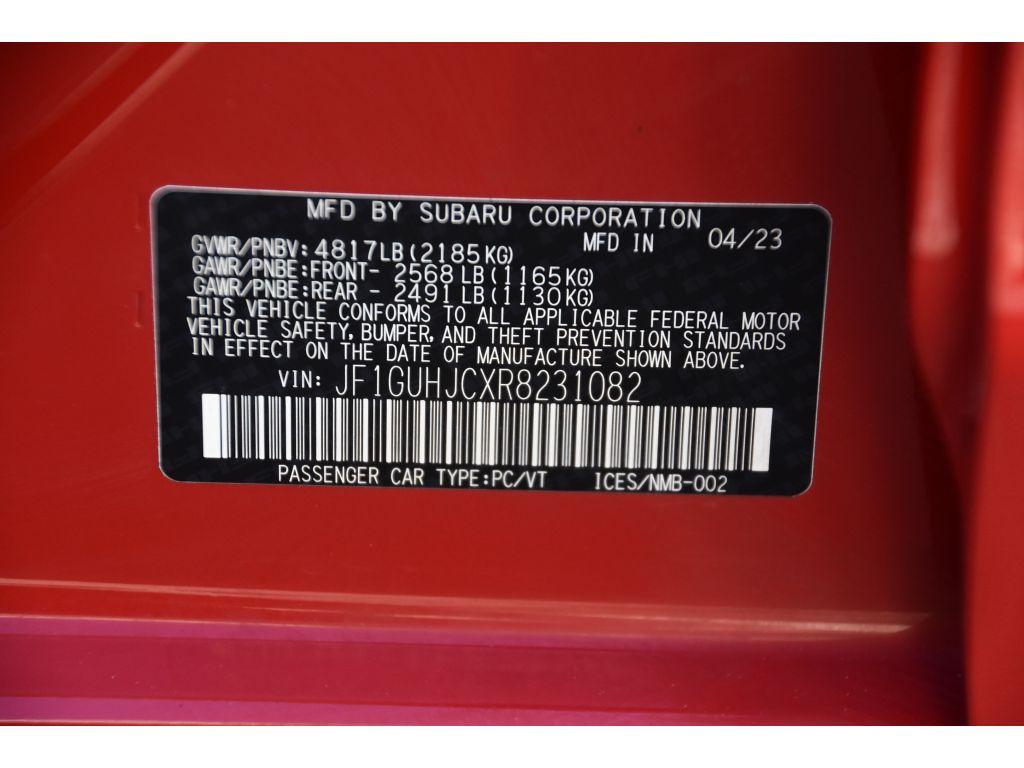 MFD BY SUBARU CORPORATION
GVWR/PNBV: 4817LB(2185KG) MFD IN 04/23
GAWR/PNBE:FRONT- 2568LB(1165KG)
GAWR/PNBE:REAR - 2491LB(1130KG)
THIS VEHICLE CONFORMS TO ALL APPLICABLE FEDERAL MOTOR
VEHICLE SAFETY, BUMPER, AND THEFT PREVENTION STANDARDS
IN EFFECT ON THE DATE OF MANUFACTURE SHOWN ABOVE.
VIN: JF1GUHJCXR8231082
PASSENGER CAR TYPE:PC/VT ICES/NMB-002